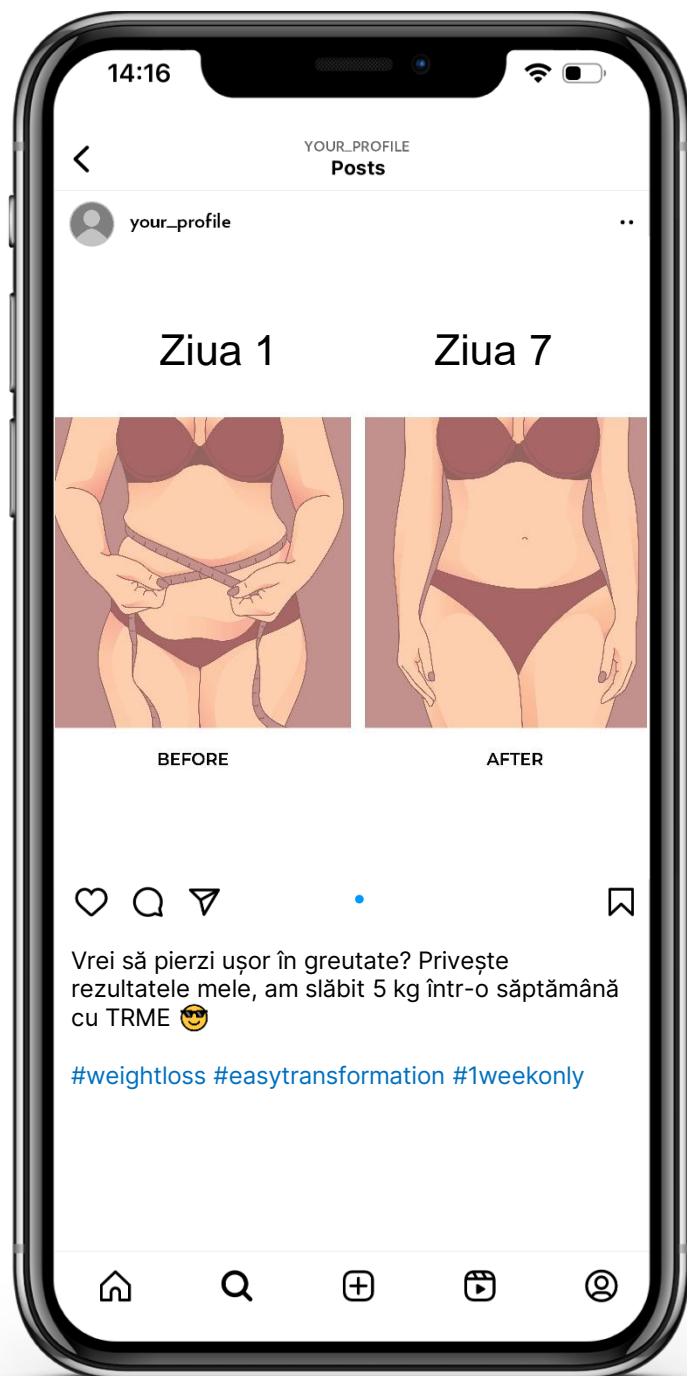 14:16
YOUR_PROFILE
Posts
your_profile
Ziua 1
Ziua 7
BEFORE
AFTER
Vrei să pierzi ușor în greutate? Privește
rezultatele mele, am slăbit 5 kg într-o săptămână
cu TRME 😎
#weightloss #easytransformation #1weekonly